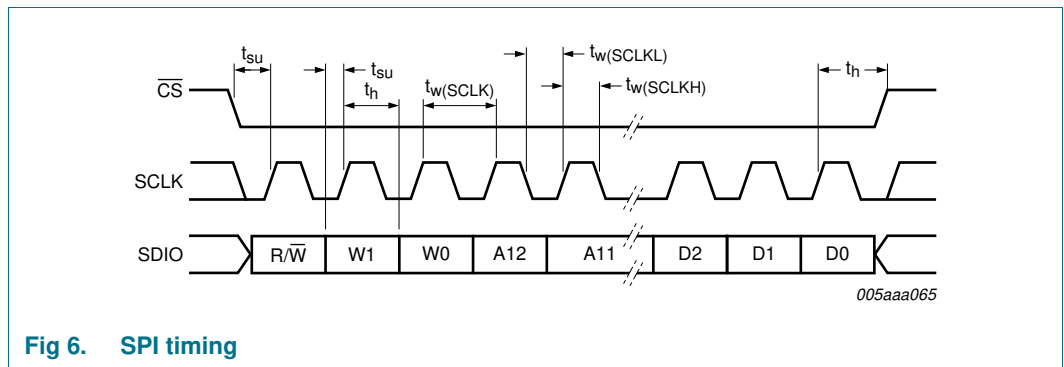 tsu
tsu
th
tw(SCLK)
tw(SCLKL)
tw(SCLKH)
th
CS
SCLK
SDIO
R/W W1 W0 A12 A11 D2 D1 D0
005aaa065
Fig 6. SPI timing